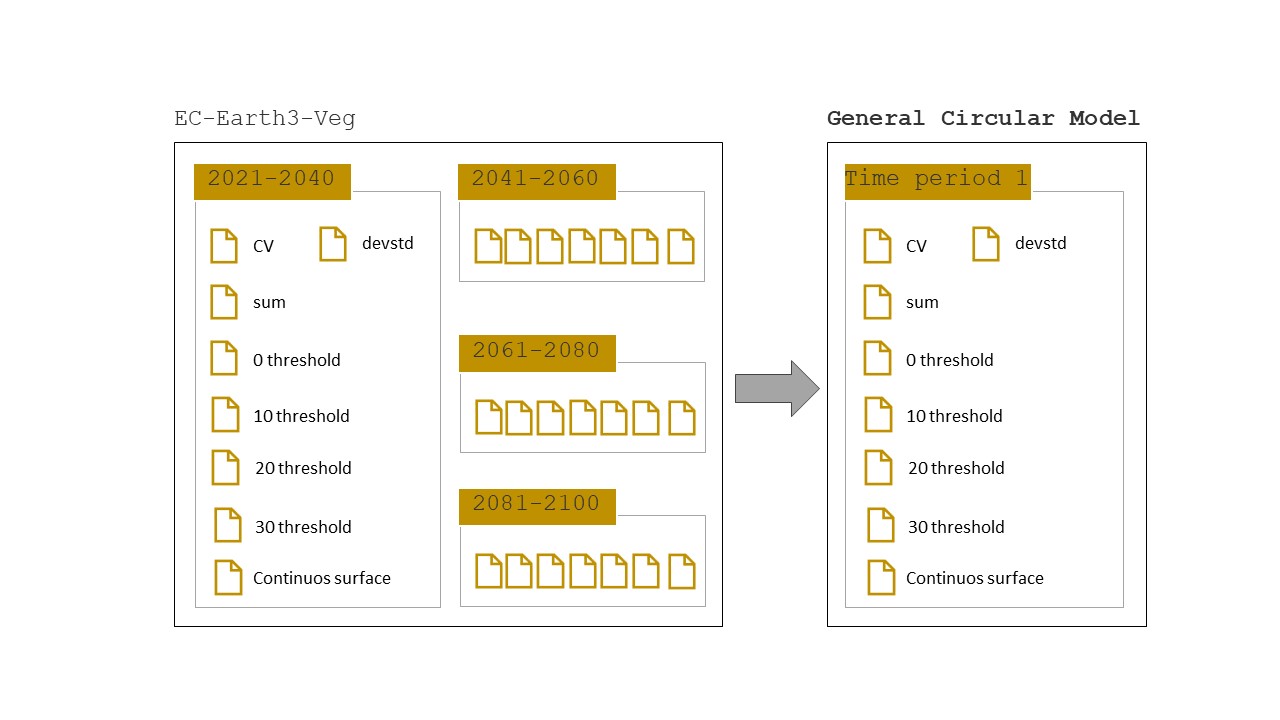 EC-Earth3-Veg
2021-2040
CV
devstd
sum
0 threshold
10 threshold
20 threshold
30 threshold
Continuos surface
2041-2060
2061-2080
2081-2100
General Circular Model
Time period 1
CV
devstd
sum
0 threshold
10 threshold
20 threshold
30 threshold
Continuos surface